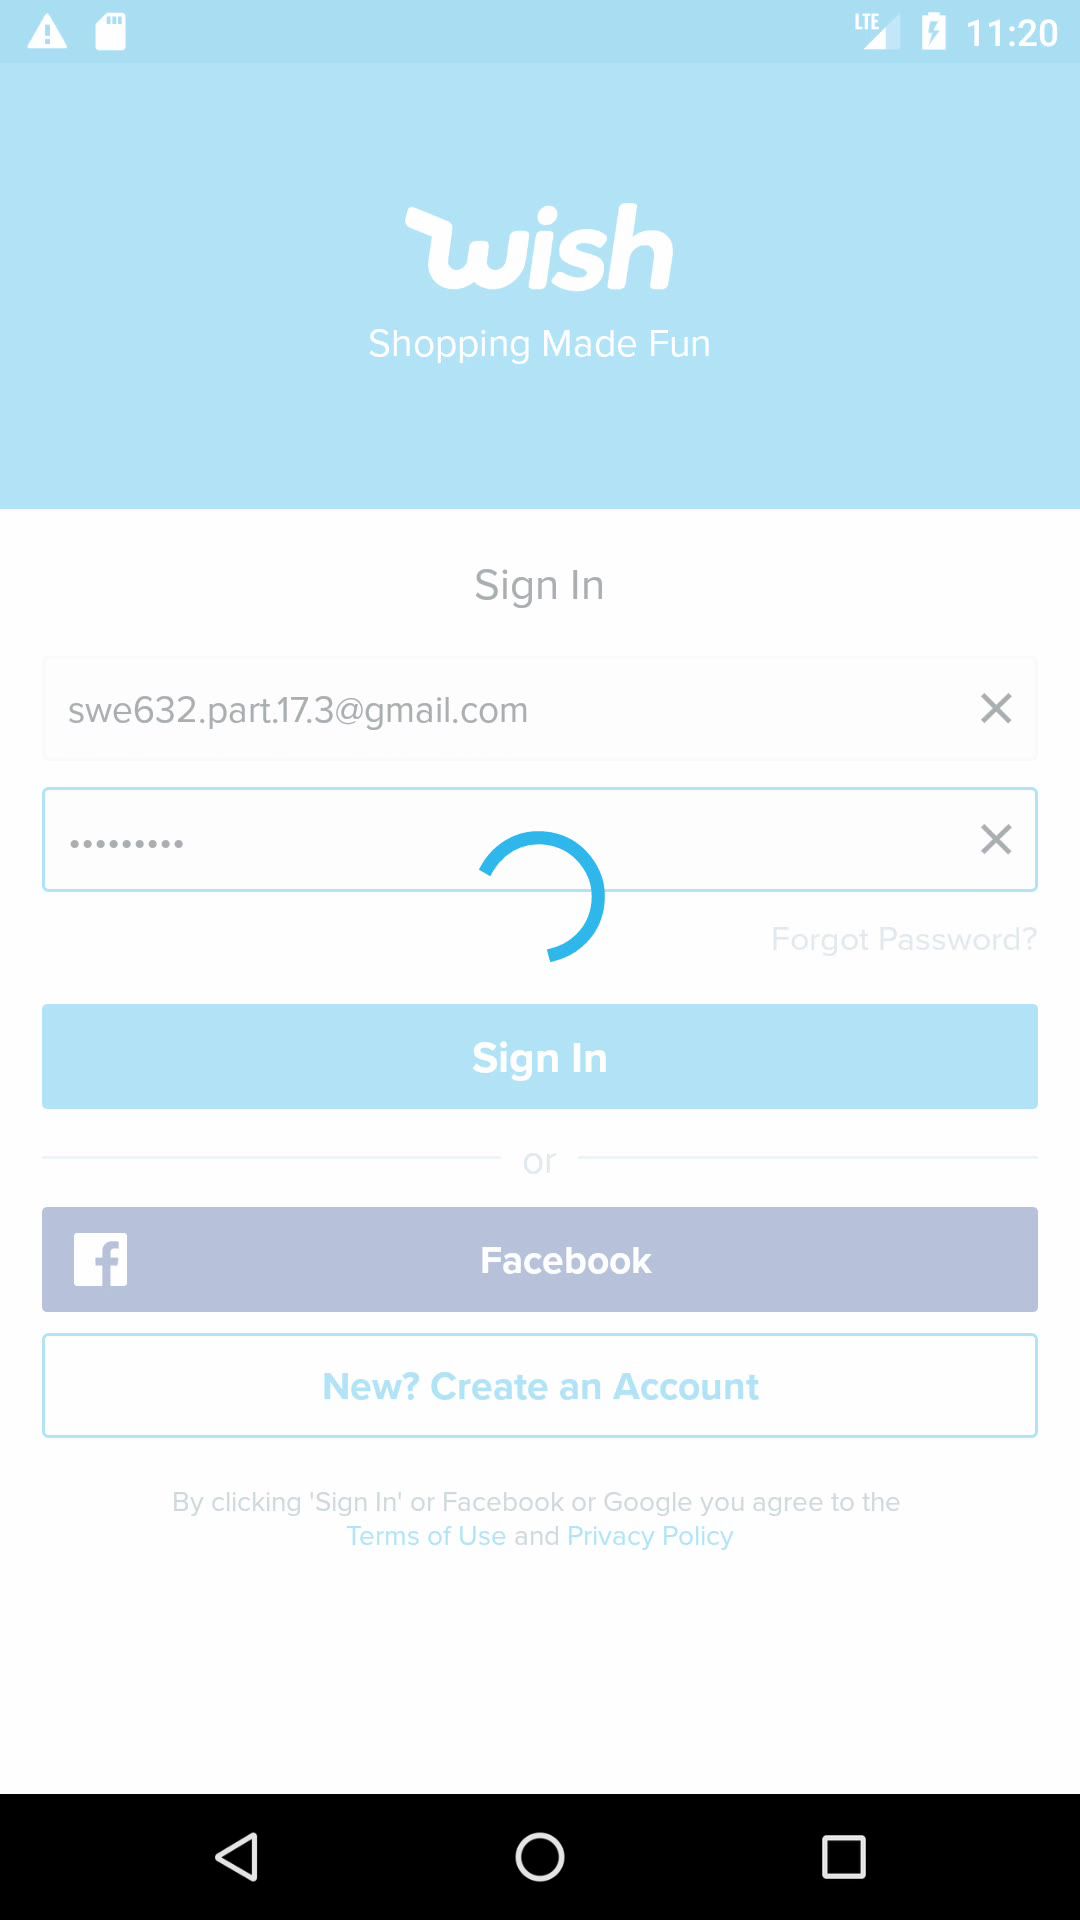 LTE 11:20
wish
Shopping Made Fun
Sign In
swe632.part.17.3@gmail.com
•••••••••
Forgot Password?
Sign In
or
Facebook
New? Create an Account
By clicking 'Sign In' or Facebook or Google you agree to the
Terms of Use and Privacy Policy